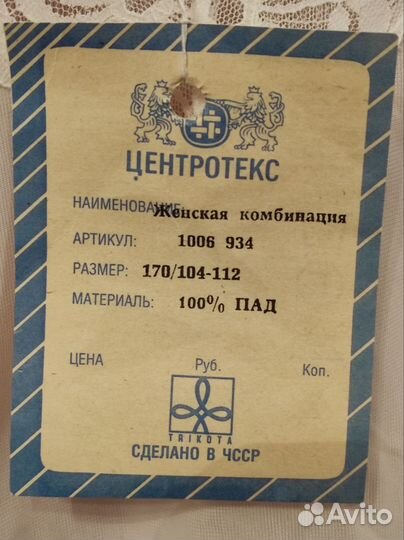 ЦЕНТРОТЕКС
НАИМЕНОВАНИЕ: Женская комбинация
АРТИКУЛ: 1006 934
РАЗМЕР: 170/104-112
МАТЕРИАЛ: 100% ПАД
ЦЕНА Руб. Коп.
TRIKOTA
СДЕЛАНО В ЧССР
Avito